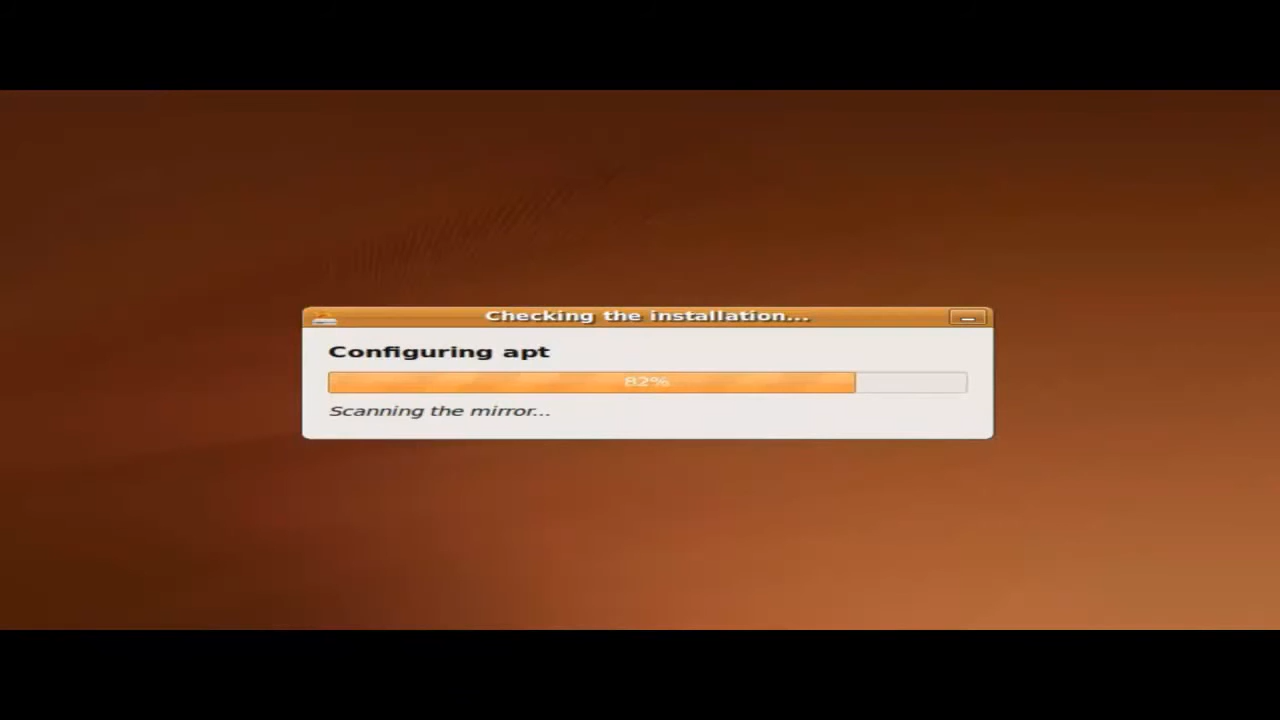 Checking the installation...
Configuring apt
82%
Scanning the mirror...